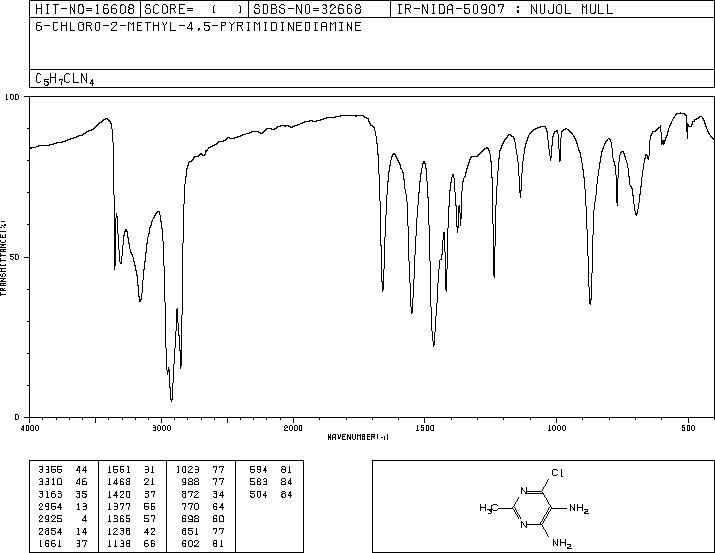 HIT-NO=16608 SCORE= ( ) SDBS-NO=32668 IR-NIDA-50907 : NUJOL MULL
6-CHLORO-2-METHYL-4,5-PYRIMIDINEDIAMINE
C5H7CLN4
100
50
0
TRANSMITTANCE(%)
4000 3000 2000 1500 1000 500
WAVENUMBER(-1)
3355 44 1551 31 1023 77 594 81
3310 46 1468 21 988 77 583 84
3163 35 1420 37 872 34 504 84
2954 13 1377 56 770 64
2925 4 1365 57 698 60
2854 14 1238 42 651 77
1661 37 1138 66 602 81
Cl
N
H3C
NH2
N
NH2